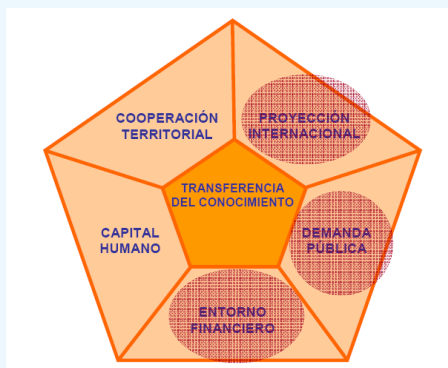 COOPERACIÓN
TERRITORIAL
PROYECCIÓN
INTERNACIONAL
TRANSFERENCIA
DEL CONOCIMIENTO
CAPITAL
HUMANO
DEMANDA
PÚBLICA
ENTORNO
FINANCIERO